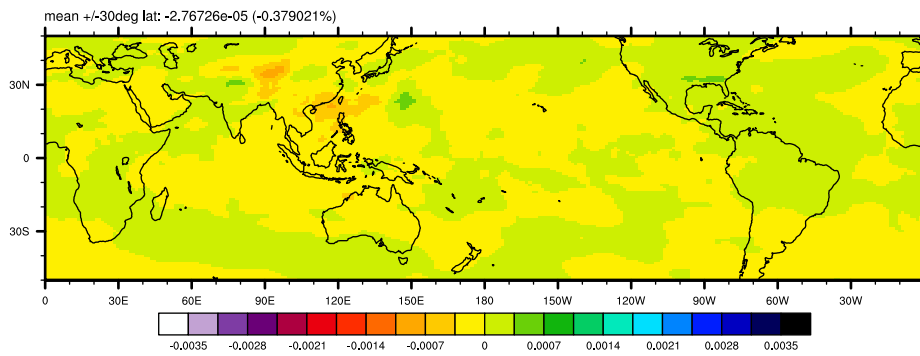 mean +/-30deg lat: -2.76726e-05 (-0.379021%)
30N
0
30S
0 30E 60E 90E 120E 150E 180 150W 120W 90W 60W 30W
-0.0035 -0.0028 -0.0021 -0.0014 -0.0007 0 0.0007 0.0014 0.0021 0.0028 0.0035